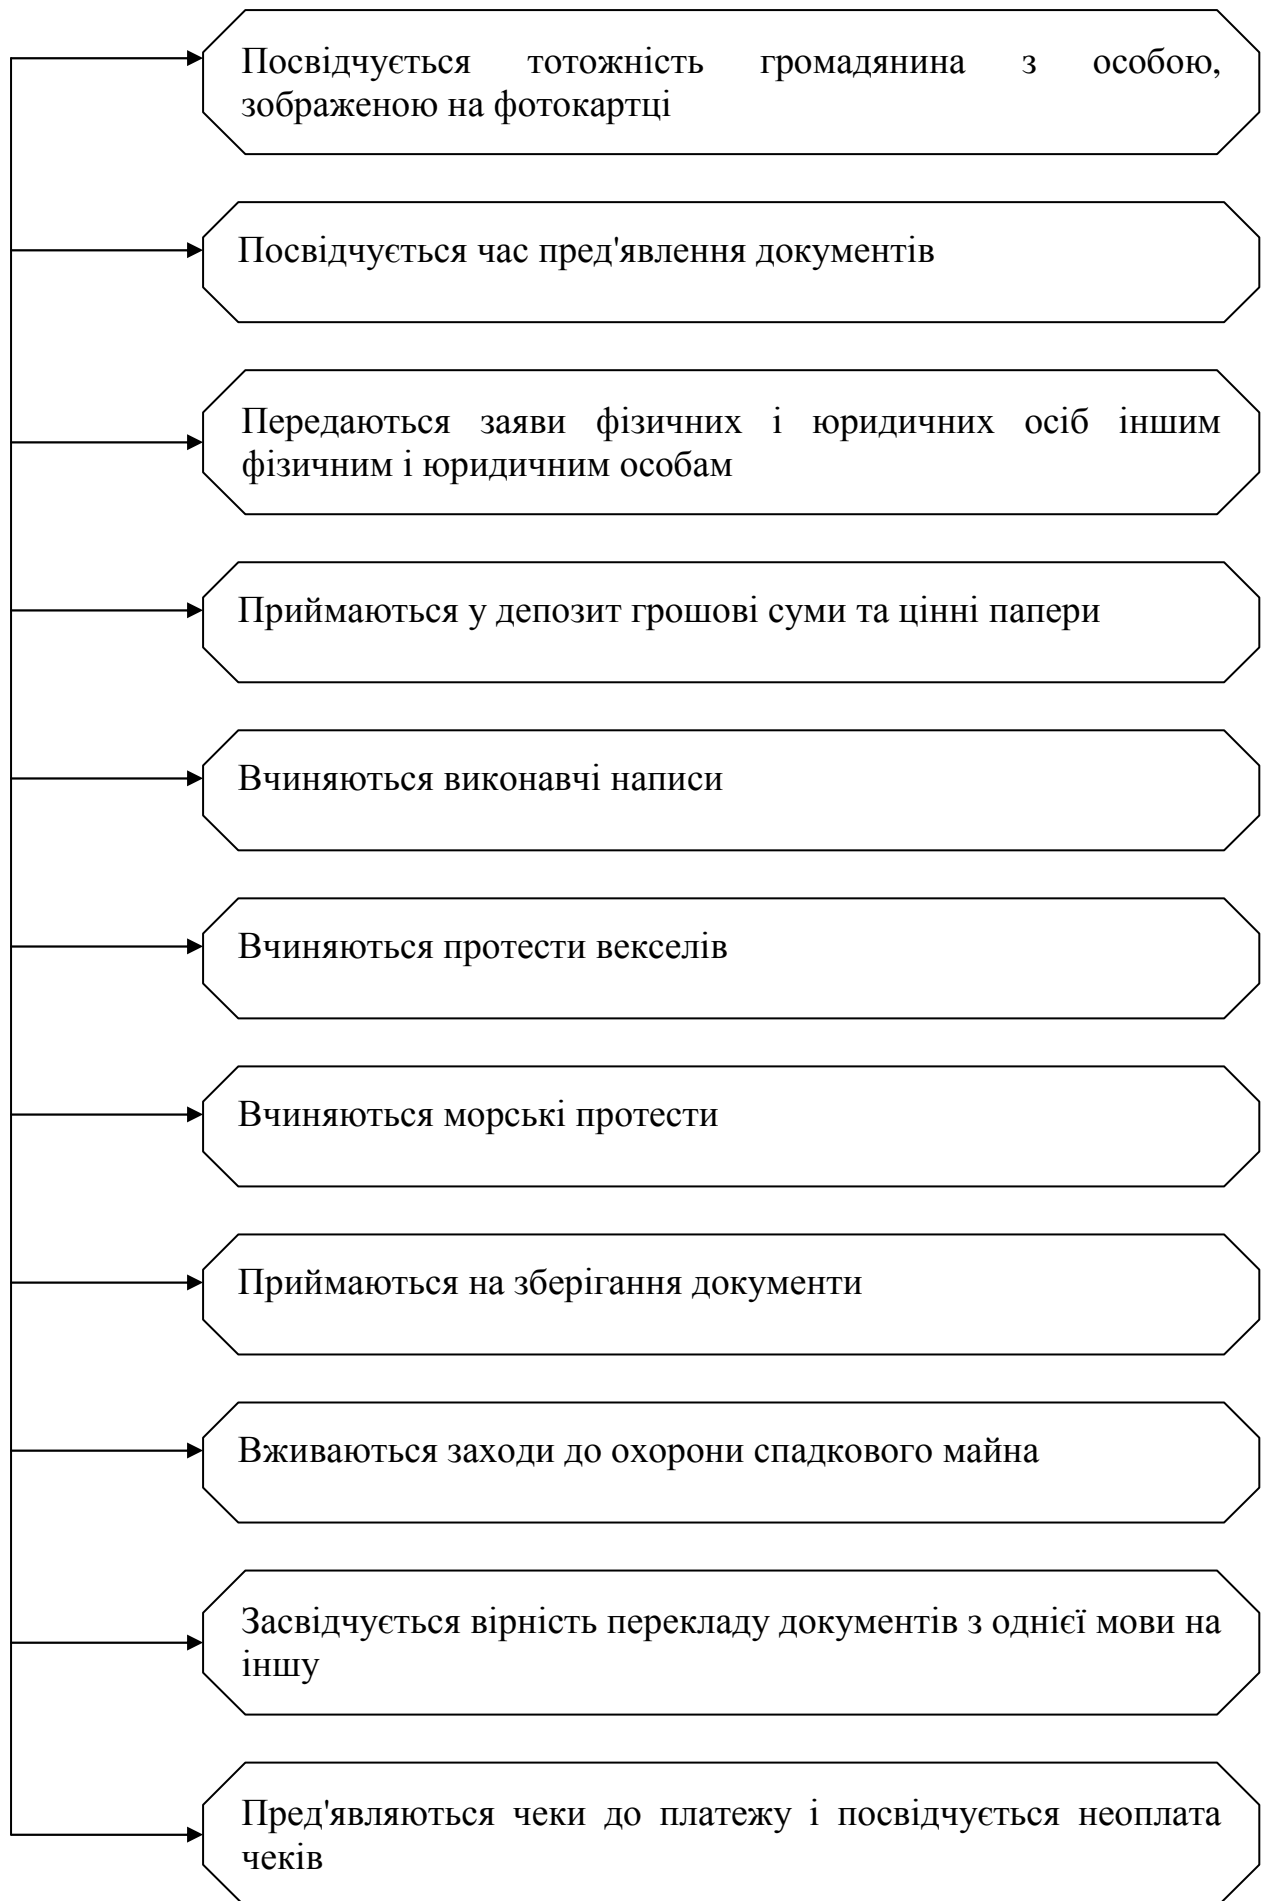 Посвідчується тотожність громадянина з особою,
зображеною на фотокартці
Посвідчується час пред'явлення документів
Передаються заяви фізичних і юридичних осіб іншим
фізичним і юридичним особам
Приймаються у депозит грошові суми та цінні папери
Вчиняються виконавчі написи
Вчиняються протести векселів
Вчиняються морські протести
Приймаються на зберігання документи
Вживаються заходи до охорони спадкового майна
Засвідчується вірність перекладу документів з однієї мови на
іншу
Пред'являються чеки до платежу і посвідчується неоплата
чеків